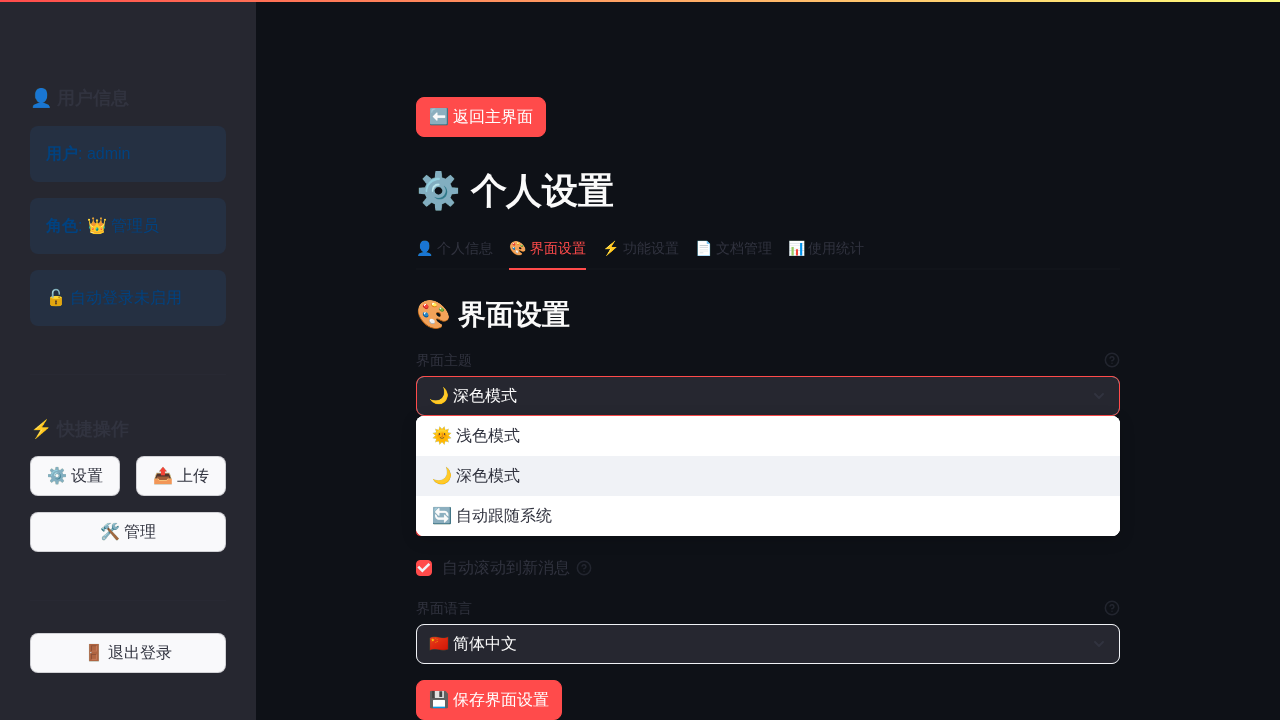 用户信息
用户: admin
角色: 管理员
自动登录未启用
快捷操作
设置
上传
管理
退出登录
返回主界面
个人设置
个人信息 界面设置 功能设置 文档管理 使用统计
界面设置
界面主题
深色模式
浅色模式
深色模式
自动跟随系统
自动滚动到新消息
界面语言
简体中文
保存界面设置